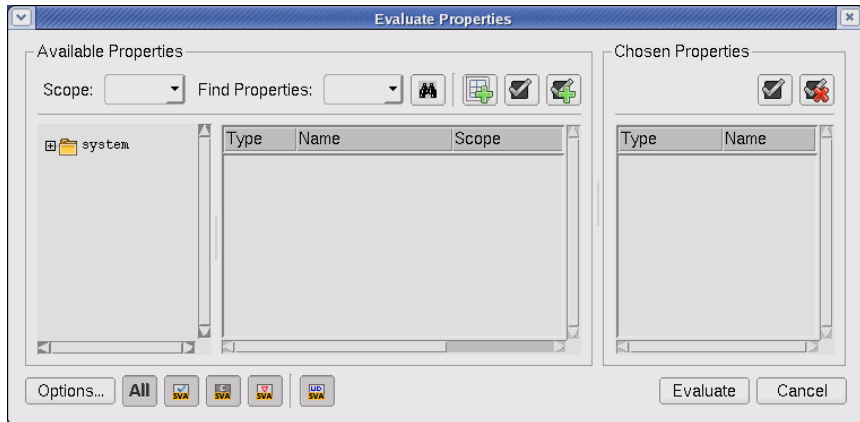 Evaluate Properties
Available Properties
Chosen Properties
Scope:
Find Properties:
Type Name Scope
Type Name
system
Options...
All
SVA
SVA
SVA
UD SVA
Evaluate
Cancel